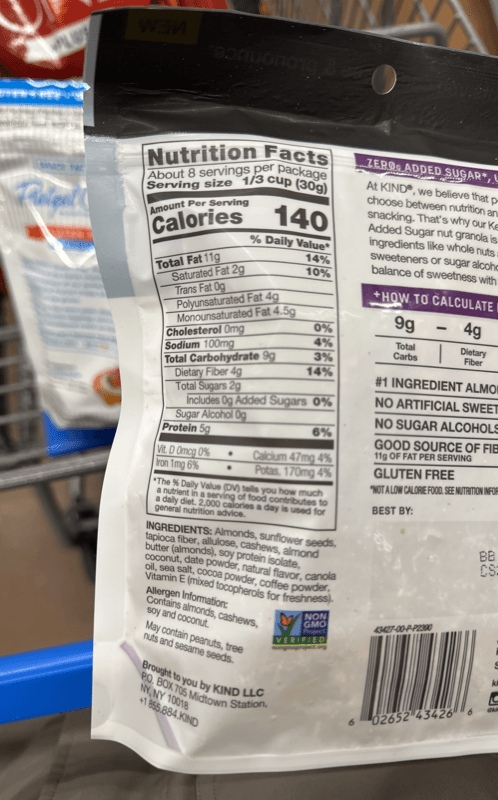 NEW
PLUS
Nutrition Facts
About 8 servings per package
Serving size 1/3 cup (30g)
Amount Per Serving
Calories 140
% Daily Value*
Total Fat 11g 14%
Saturated Fat 2g 10%
Trans Fat 0g
Polyunsaturated Fat 4g
Monounsaturated Fat 4.5g
Cholesterol 0mg 0%
Sodium 100mg 4%
Total Carbohydrate 9g 3%
Dietary Fiber 4g 14%
Total Sugars 2g
Includes 0g Added Sugars 0%
Sugar Alcohol 0g
Protein 5g 6%
Vit. D 0mcg 0% • Calcium 47mg 4%
Iron 1mg 6% • Potas. 170mg 4%
*The % Daily Value (DV) tells you how much
a nutrient in a serving of food contributes to
a daily diet. 2,000 calories a day is used for
general nutrition advice.
INGREDIENTS: Almonds, sunflower seeds,
tapioca fiber, allulose, cashews, almond
butter (almonds), soy protein isolate,
coconut, date powder, natural flavor, canola
oil, sea salt, cocoa powder, coffee powder,
Vitamin E (mixed tocopherols for freshness).
Allergen Information:
Contains almonds, cashews,
soy and coconut.
May contain peanuts, tree
nuts and sesame seeds.
NON
GMO
Project
VERIFIED
nongmoproject.org
Brought to you by KIND LLC
P.O. BOX 705 Midtown Station,
NY, NY 10018
+1 855.884.KIND
ZERO ADDED SUGAR*,
At KIND®, we believe that
choose between nutrition
snacking. That's why our
Added Sugar nut granola is
ingredients like whole nuts
sweeteners or sugar
balance of sweetness with
+HOW TO CALCULATE
9g – 4g
Total Dietary
Carbs Fiber
#1 INGREDIENT
NO ARTIFICIAL
NO SUGAR ALCOHOLS
GOOD SOURCE OF
11g OF FAT PER SERVING
GLUTEN FREE
*NOT A LOW CALORIE FOOD. SEE NUTRITION
BEST BY:
BB
43427-00-P-P2390
6 02652 43426 6